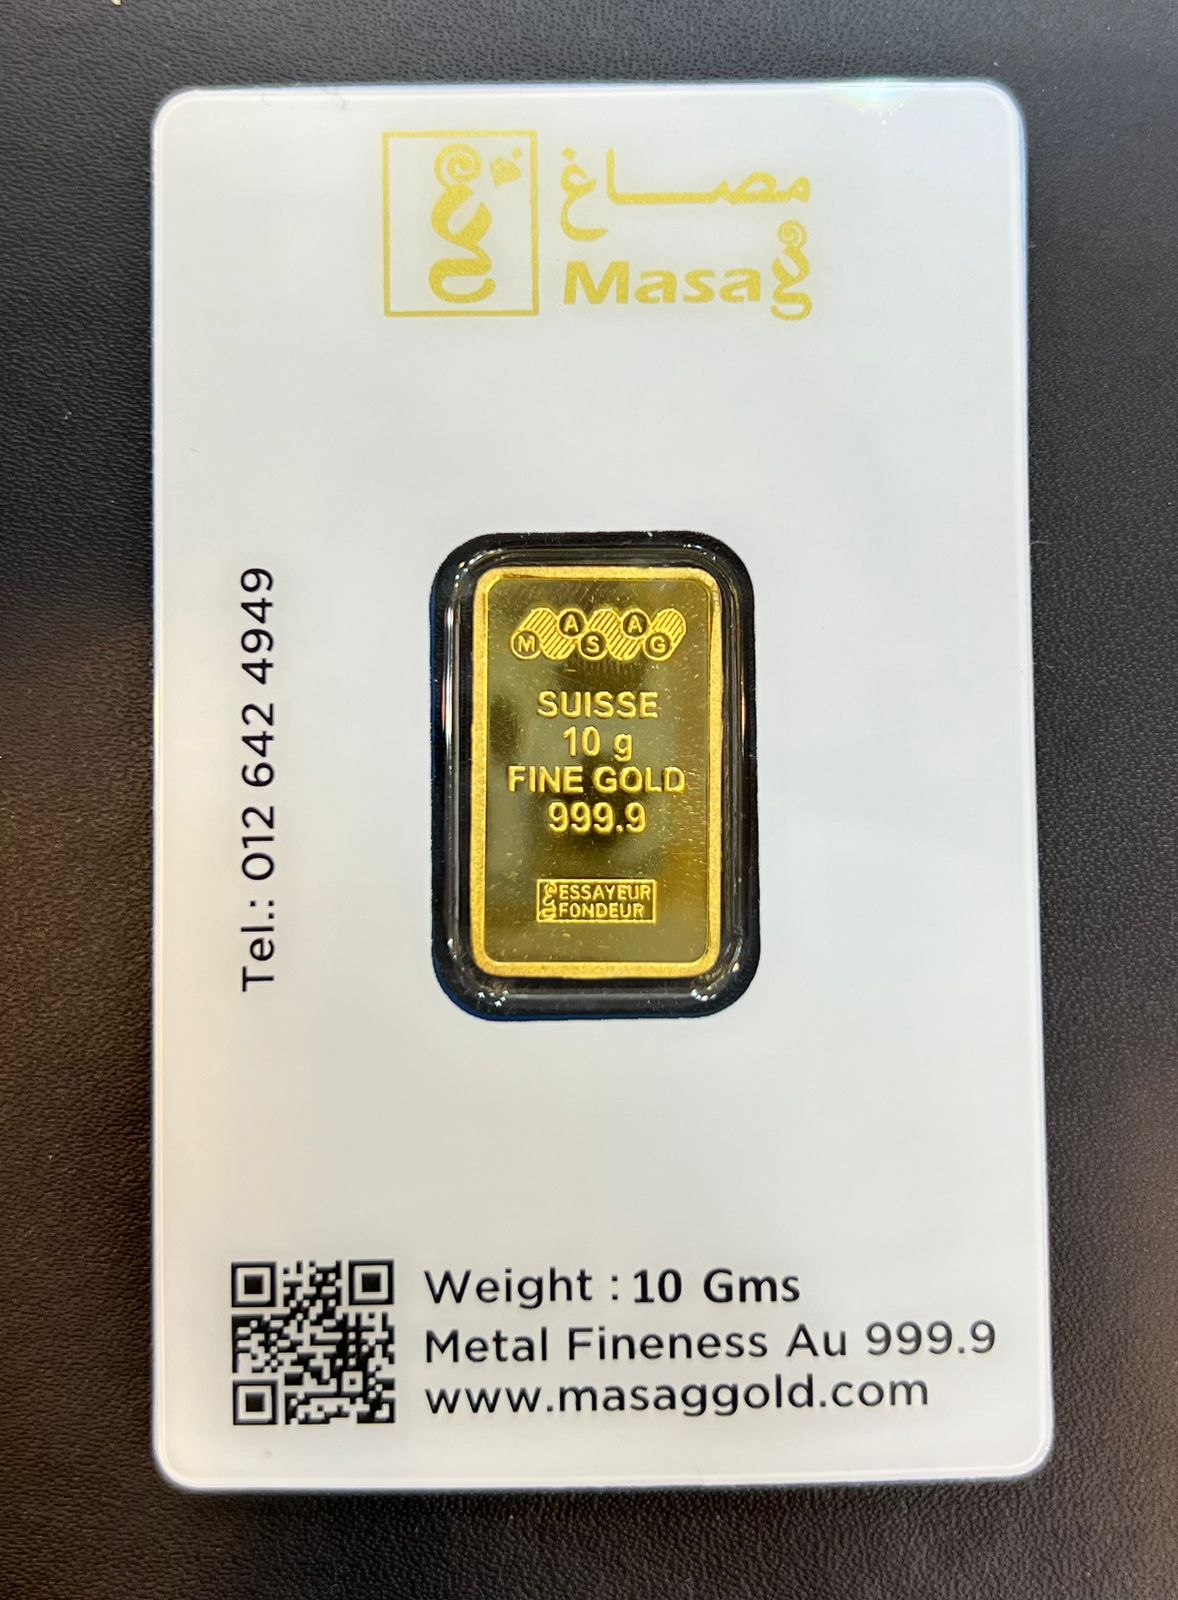 مصاغ
Masag
MASAG
SUISSE
10 g
FINE GOLD
999.9
ESSAYEUR
FONDEUR
Tel.: 012 642 4949
Weight : 10 Gms
Metal Fineness Au 999.9
www.masaggold.com